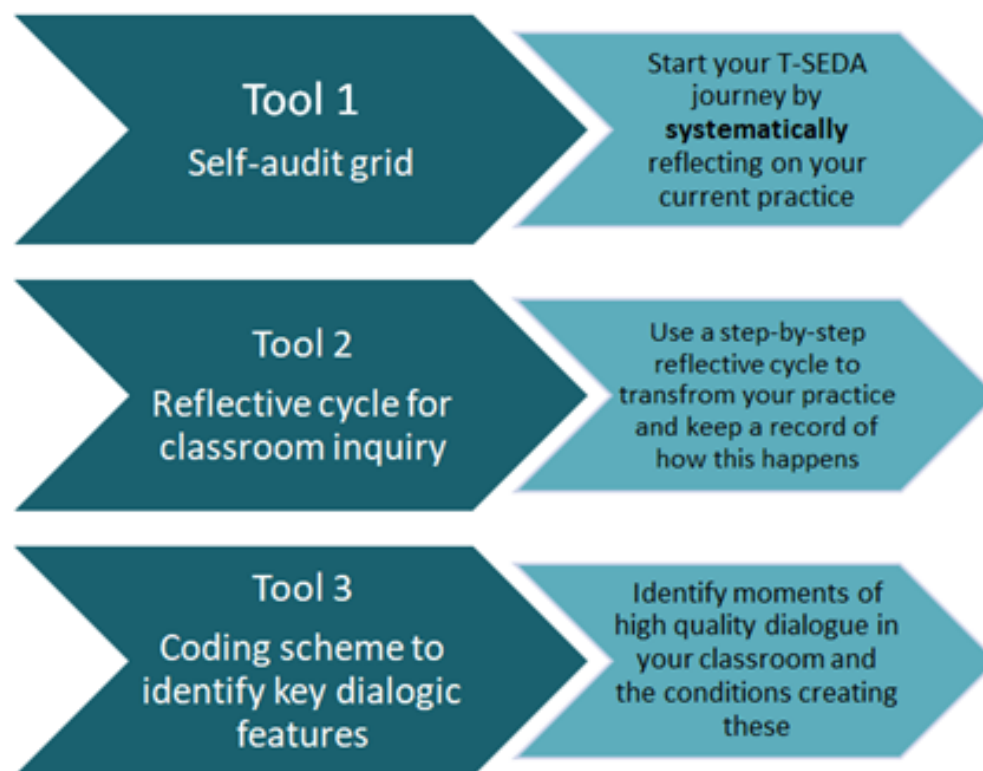 Tool 1
Self-audit grid
Start your T-SEDA
journey by
systematically
reflecting on your
current practice
Tool 2
Reflective cycle for
classroom inquiry
Use a step-by-step
reflective cycle to
transfrom your practice
and keep a record of
how this happens
Tool 3
Coding scheme to
identify key dialogic
features
Identify moments of
high quality dialogue in
your classroom and
the conditions creating
these